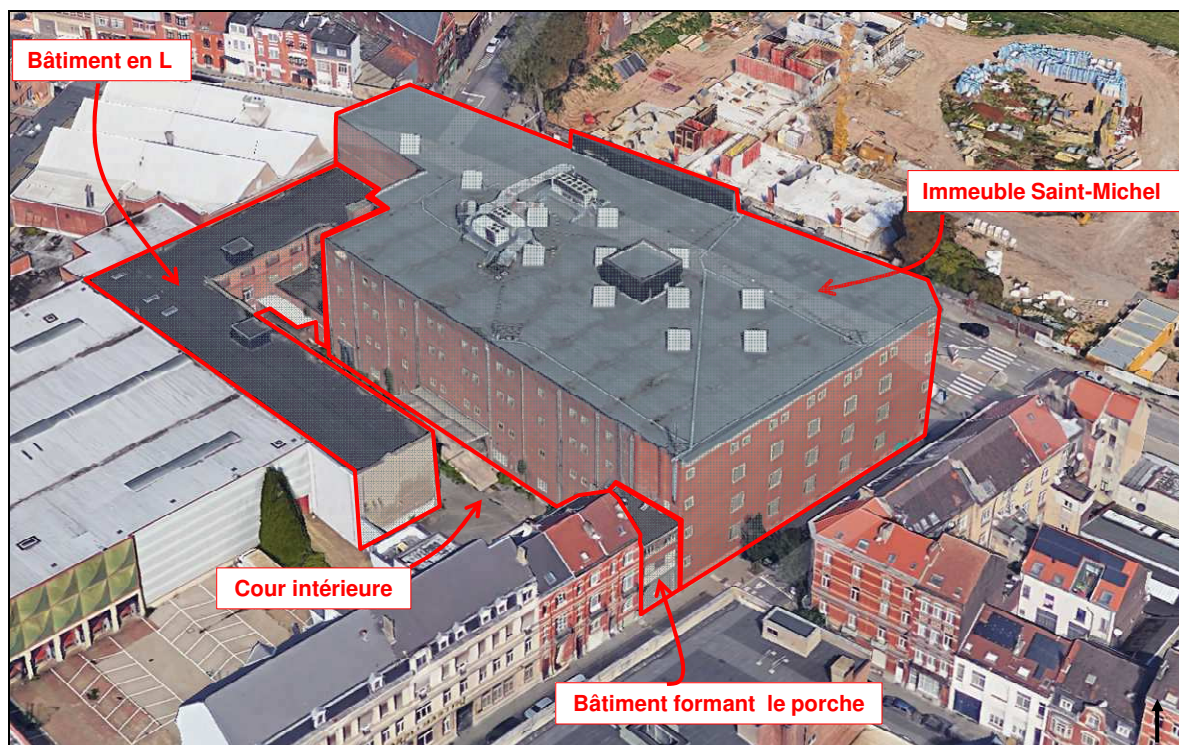 Bâtiment en L
Immeuble Saint-Michel
Cour intérieure
Bâtiment formant le porche